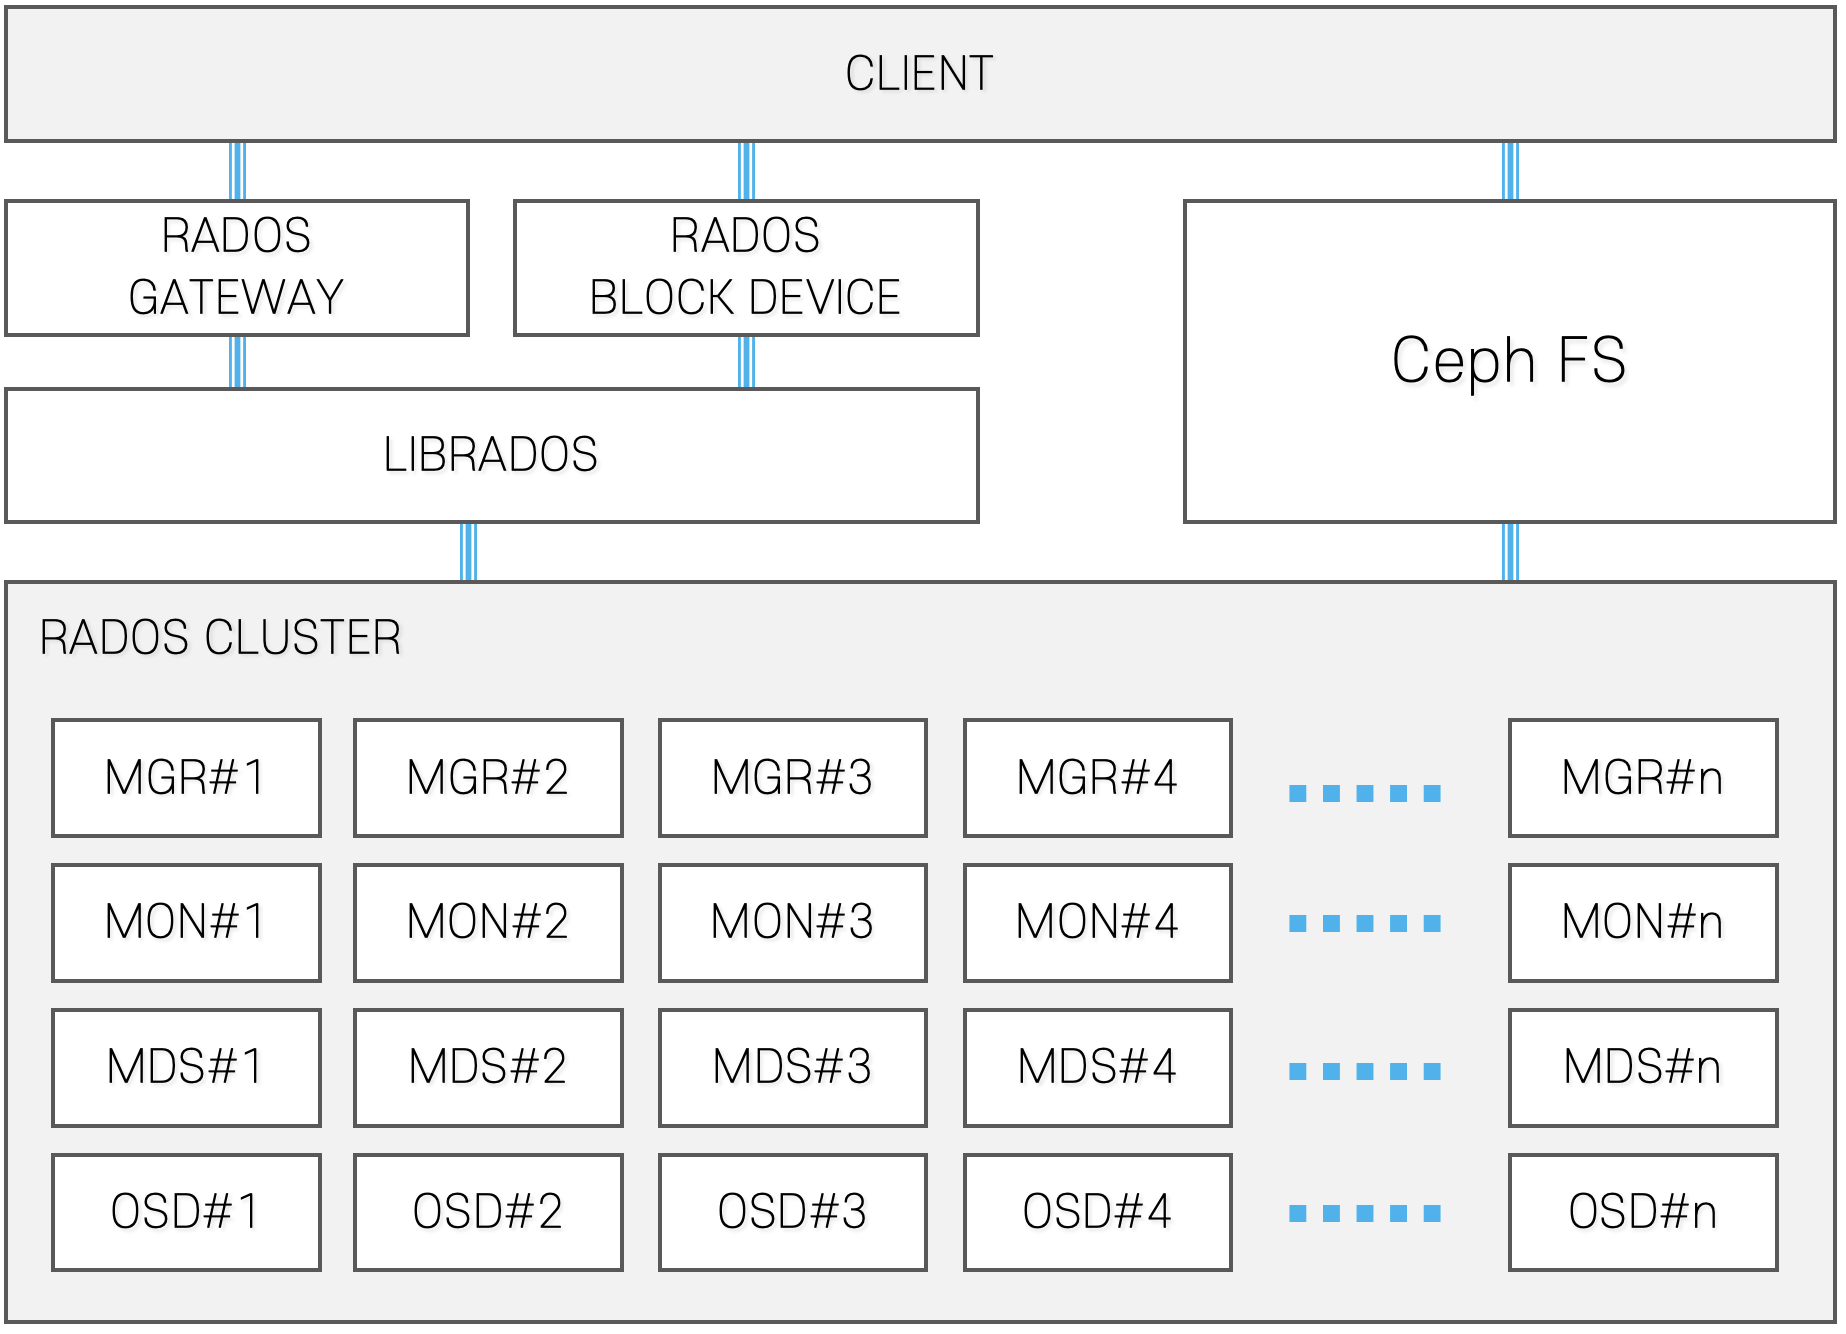 CLIENT
RADOS
GATEWAY
RADOS
BLOCK DEVICE
Ceph FS
LIBRADOS
RADOS CLUSTER
MGR#1 MGR#2 MGR#3 MGR#4 MGR#n
MON#1 MON#2 MON#3 MON#4 MON#n
MDS#1 MDS#2 MDS#3 MDS#4 MDS#n
OSD#1 OSD#2 OSD#3 OSD#4 OSD#n